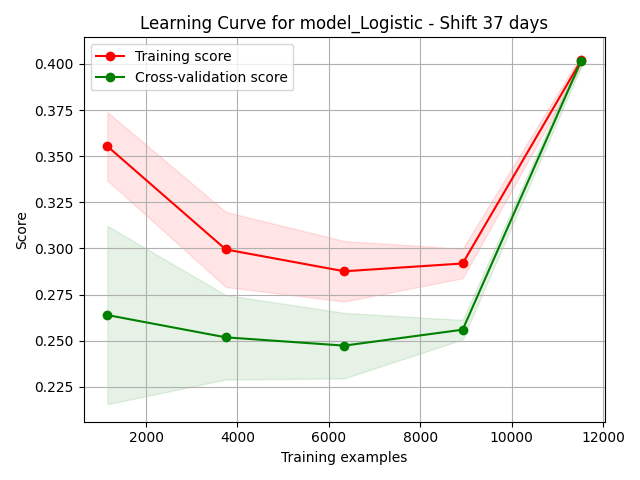 Learning Curve for model_Logistic - Shift 37 days
Training score
Cross-validation score
0.400
0.375
0.350
0.325
0.300
0.275
0.250
0.225
Score
2000 4000 6000 8000 10000 12000
Training examples